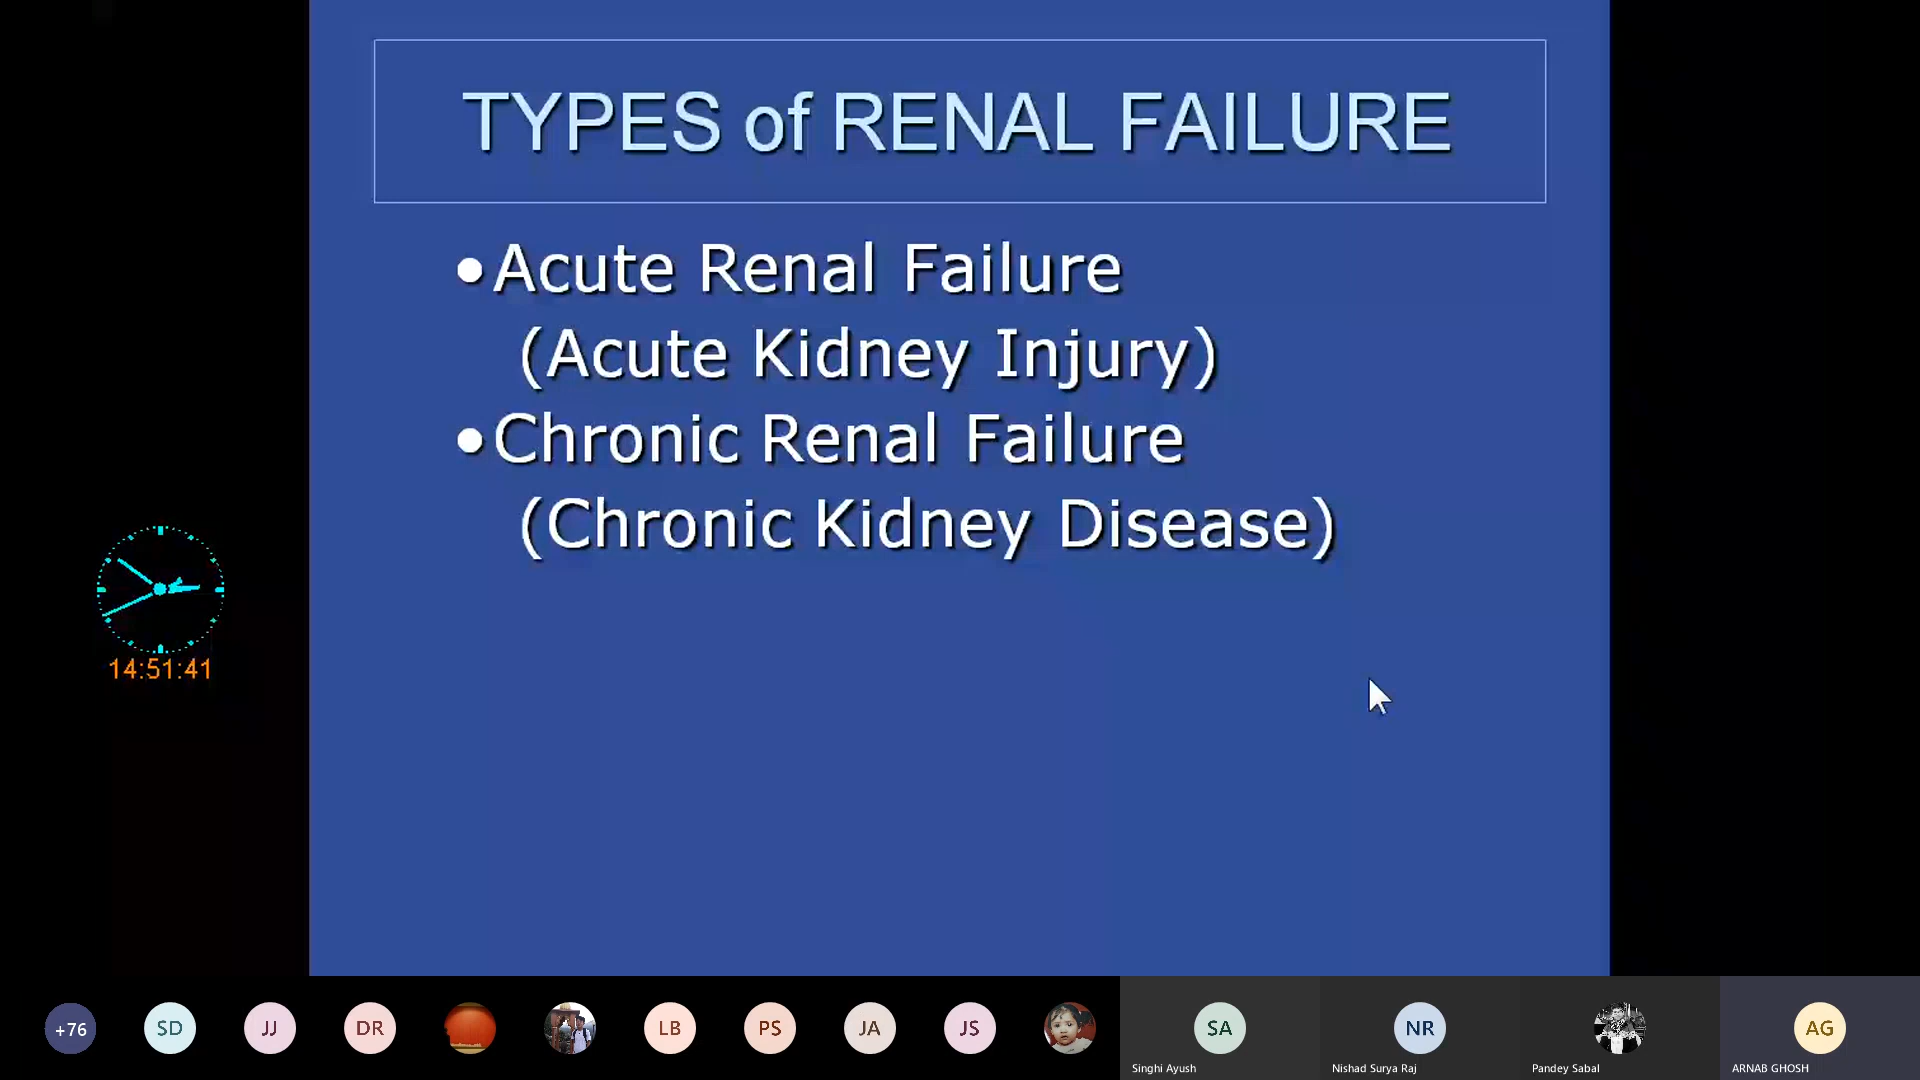 TYPES of RENAL FAILURE
•Acute Renal Failure
(Acute Kidney Injury)
•Chronic Renal Failure
(Chronic Kidney Disease)
14:51:41
+76
SD
JJ
DR
LB
PS
JA
JS
SA
NR
AG
Singhi Ayush
Nishad Surya Raj
Pandey Sabal
ARNAB GHOSH